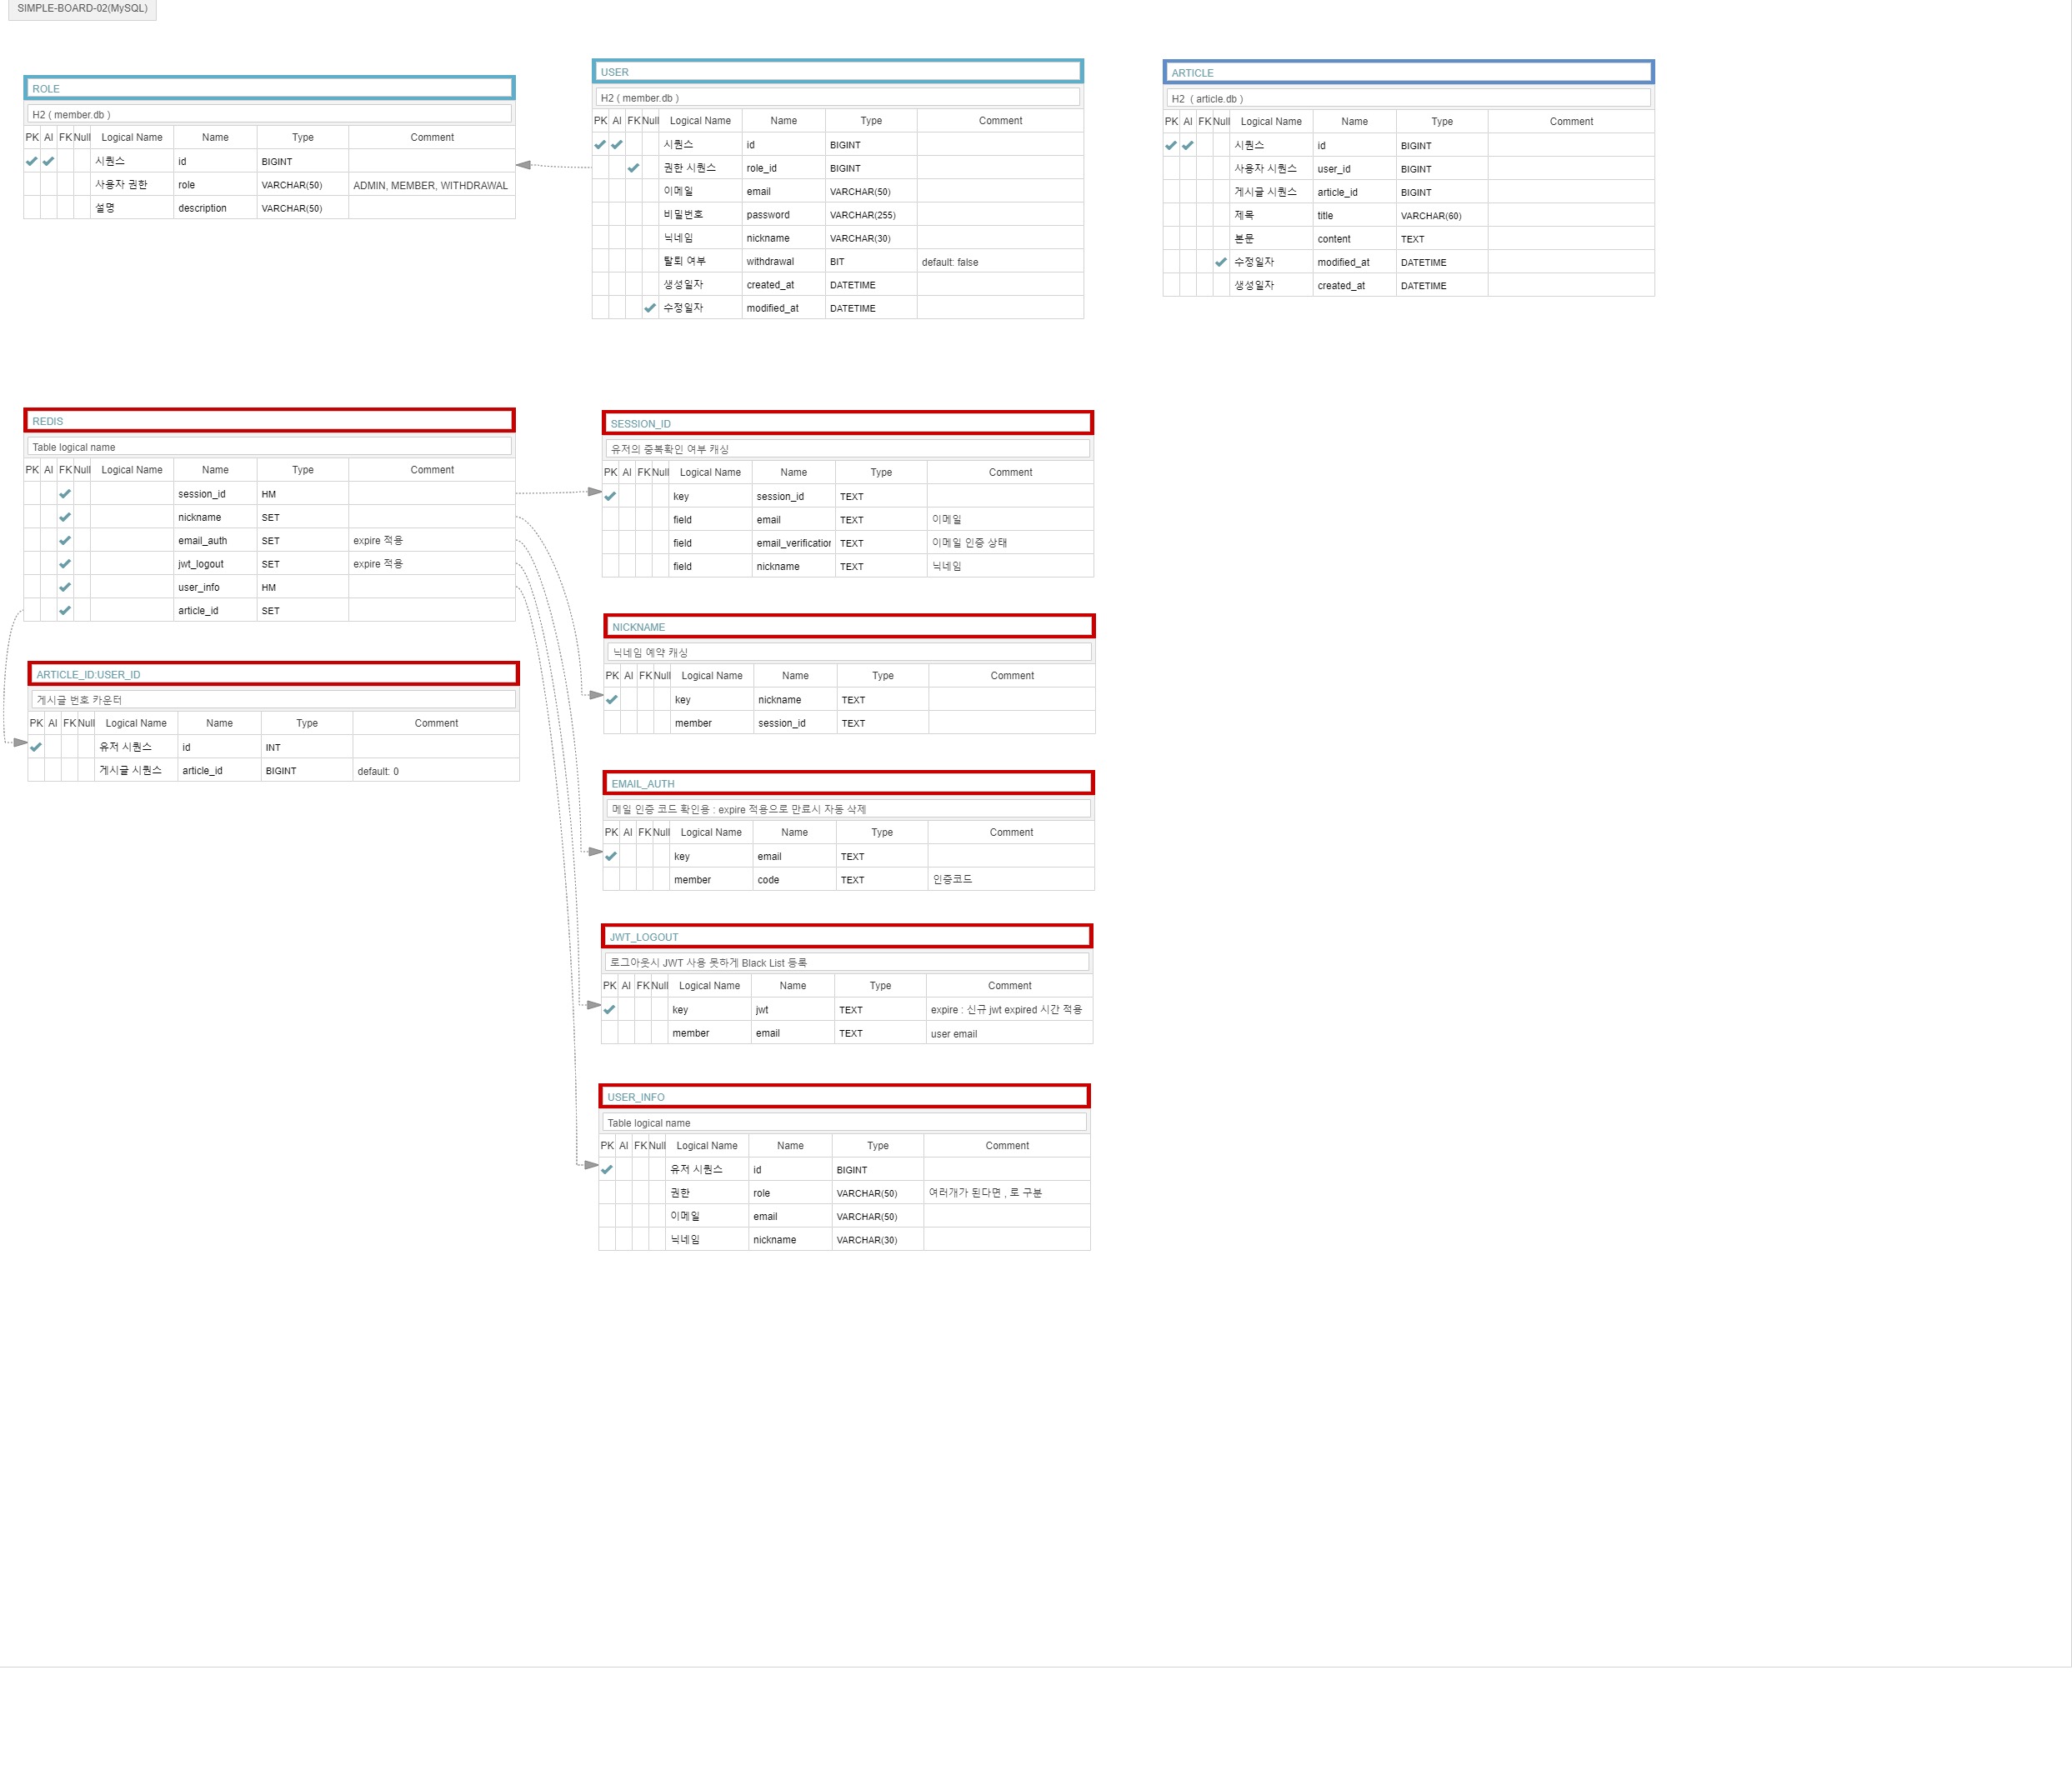 SIMPLE-BOARD-02(MySQL)
ROLE
H2 ( member.db )
PK AI FK Null Logical Name Name Type Comment
시퀀스 id BIGINT
사용자 권한 role VARCHAR(50) ADMIN, MEMBER, WITHDRAWAL
설명 description VARCHAR(50)
USER
H2 ( member.db )
PK AI FK Null Logical Name Name Type Comment
시퀀스 id BIGINT
권한 시퀀스 role_id BIGINT
이메일 email VARCHAR(50)
비밀번호 password VARCHAR(255)
닉네임 nickname VARCHAR(30)
탈퇴 여부 withdrawal BIT default: false
생성일자 created_at DATETIME
수정일자 modified_at DATETIME
ARTICLE
H2 ( article.db )
PK AI FK Null Logical Name Name Type Comment
시퀀스 id BIGINT
사용자 시퀀스 user_id BIGINT
게시글 시퀀스 article_id BIGINT
제목 title VARCHAR(60)
본문 content TEXT
수정일자 modified_at DATETIME
생성일자 created_at DATETIME
REDIS
Table logical name
PK AI FK Null Logical Name Name Type Comment
session_id HM
nickname SET
email_auth SET expire 적용
jwt_logout SET expire 적용
user_info HM
article_id SET
ARTICLE_ID:USER_ID
게시글 번호 카운터
PK AI FK Null Logical Name Name Type Comment
유저 시퀀스 id INT
게시글 시퀀스 article_id BIGINT default: 0
SESSION_ID
유저의 중복확인 여부 캐싱
PK AI FK Null Logical Name Name Type Comment
key session_id TEXT
field email TEXT 이메일
field email_verification TEXT 이메일 인증 상태
field nickname TEXT 닉네임
NICKNAME
닉네임 예약 캐싱
PK AI FK Null Logical Name Name Type Comment
key nickname TEXT
member session_id TEXT
EMAIL_AUTH
메일 인증 코드 확인용 : expire 적용으로 만료시 자동 삭제
PK AI FK Null Logical Name Name Type Comment
key email TEXT
member code TEXT 인증코드
JWT_LOGOUT
로그아웃시 JWT 사용 못하게 Black List 등록
PK AI FK Null Logical Name Name Type Comment
key jwt TEXT expire : 신규 jwt expired 시간 적용
member email TEXT user email
USER_INFO
Table logical name
PK AI FK Null Logical Name Name Type Comment
유저 시퀀스 id BIGINT
권한 role VARCHAR(50) 여러개가 된다면 , 로 구분
이메일 email VARCHAR(50)
닉네임 nickname VARCHAR(30)